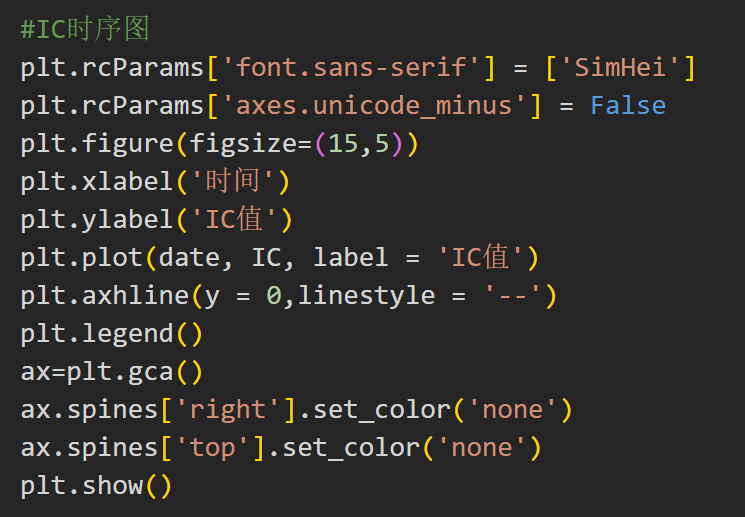 #IC时序图
plt.rcParams['font.sans-serif'] = ['SimHei']
plt.rcParams['axes.unicode_minus'] = False
plt.figure(figsize=(15,5))
plt.xlabel('时间')
plt.ylabel('IC值')
plt.plot(date, IC, label = 'IC值')
plt.axhline(y = 0,linestyle = '--')
plt.legend()
ax=plt.gca()
ax.spines['right'].set_color('none')
ax.spines['top'].set_color('none')
plt.show()